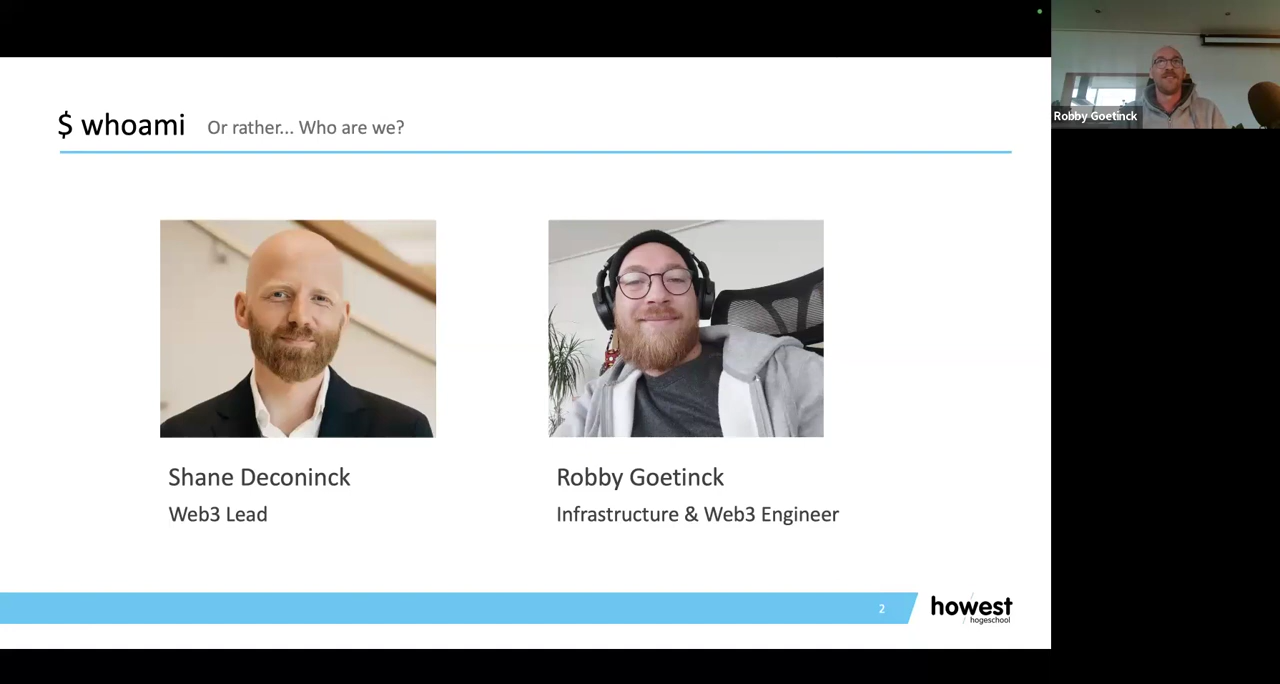 $ whoami Or rather... Who are we?
Robby Goetinck
Shane Deconinck
Web3 Lead
Robby Goetinck
Infrastructure & Web3 Engineer
2
howest
hogeschool